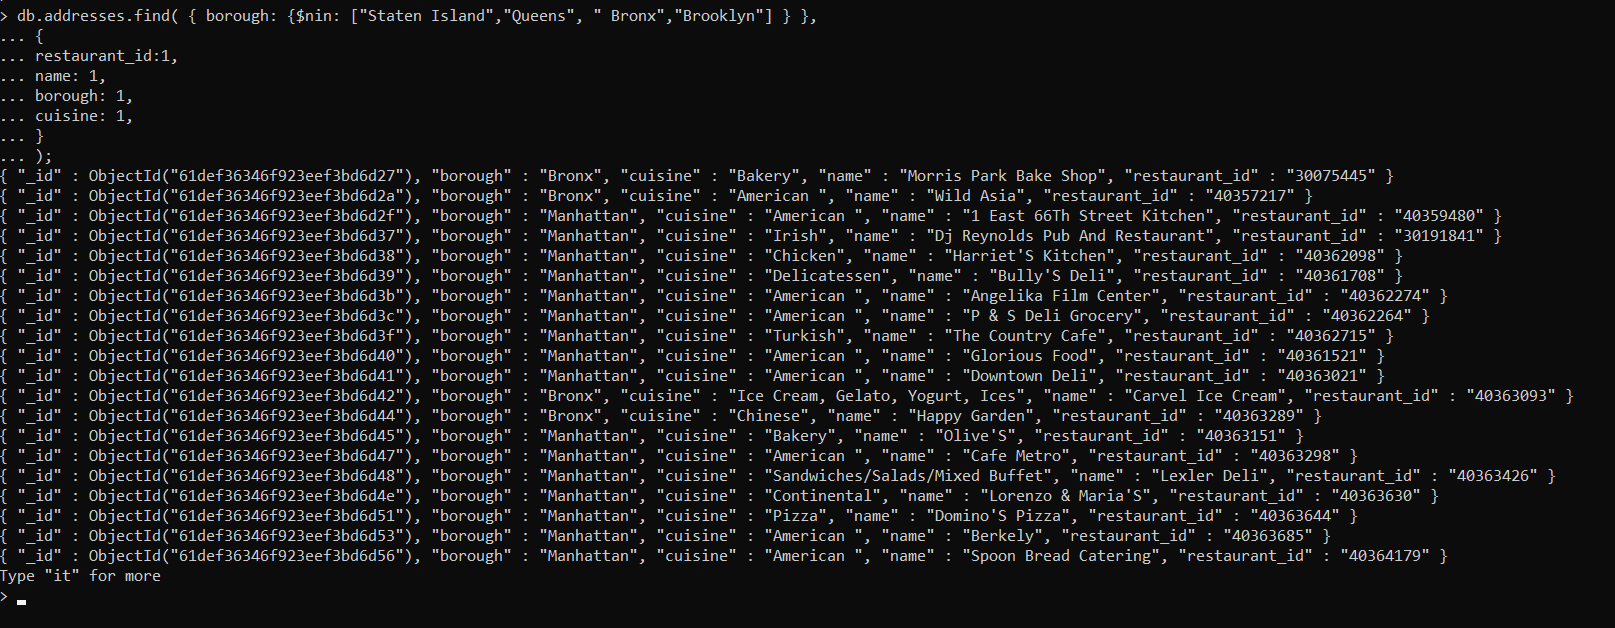 > db.addresses.find( { borough: {$nin: ["Staten Island","Queens", " Bronx","Brooklyn"] } },
... {
... restaurant_id:1,
... name: 1,
... borough: 1,
... cuisine: 1,
... }
... );
{ "_id" : ObjectId("61def36346f923eef3bd6d27"), "borough" : "Bronx", "cuisine" : "Bakery", "name" : "Morris Park Bake Shop", "restaurant_id" : "30075445" }
{ "_id" : ObjectId("61def36346f923eef3bd6d2a"), "borough" : "Bronx", "cuisine" : "American ", "name" : "Wild Asia", "restaurant_id" : "40357217" }
{ "_id" : ObjectId("61def36346f923eef3bd6d2f"), "borough" : "Manhattan", "cuisine" : "American ", "name" : "1 East 66Th Street Kitchen", "restaurant_id" : "40359480" }
{ "_id" : ObjectId("61def36346f923eef3bd6d37"), "borough" : "Manhattan", "cuisine" : "Irish", "name" : "Dj Reynolds Pub And Restaurant", "restaurant_id" : "30191841" }
{ "_id" : ObjectId("61def36346f923eef3bd6d38"), "borough" : "Manhattan", "cuisine" : "Chicken", "name" : "Harriet'S Kitchen", "restaurant_id" : "40362098" }
{ "_id" : ObjectId("61def36346f923eef3bd6d39"), "borough" : "Manhattan", "cuisine" : "Delicatessen", "name" : "Bully'S Deli", "restaurant_id" : "40361708" }
{ "_id" : ObjectId("61def36346f923eef3bd6d3b"), "borough" : "Manhattan", "cuisine" : "American ", "name" : "Angelika Film Center", "restaurant_id" : "40362274" }
{ "_id" : ObjectId("61def36346f923eef3bd6d3c"), "borough" : "Manhattan", "cuisine" : "American ", "name" : "P & S Deli Grocery", "restaurant_id" : "40362264" }
{ "_id" : ObjectId("61def36346f923eef3bd6d3f"), "borough" : "Manhattan", "cuisine" : "Turkish", "name" : "The Country Cafe", "restaurant_id" : "40362715" }
{ "_id" : ObjectId("61def36346f923eef3bd6d40"), "borough" : "Manhattan", "cuisine" : "American ", "name" : "Glorious Food", "restaurant_id" : "40361521" }
{ "_id" : ObjectId("61def36346f923eef3bd6d41"), "borough" : "Manhattan", "cuisine" : "American ", "name" : "Downtown Deli", "restaurant_id" : "40363021" }
{ "_id" : ObjectId("61def36346f923eef3bd6d42"), "borough" : "Bronx", "cuisine" : "Ice Cream, Gelato, Yogurt, Ices", "name" : "Carvel Ice Cream", "restaurant_id" : "40363093" }
{ "_id" : ObjectId("61def36346f923eef3bd6d44"), "borough" : "Bronx", "cuisine" : "Chinese", "name" : "Happy Garden", "restaurant_id" : "40363289" }
{ "_id" : ObjectId("61def36346f923eef3bd6d45"), "borough" : "Manhattan", "cuisine" : "Bakery", "name" : "Olive'S", "restaurant_id" : "40363151" }
{ "_id" : ObjectId("61def36346f923eef3bd6d47"), "borough" : "Manhattan", "cuisine" : "American ", "name" : "Cafe Metro", "restaurant_id" : "40363298" }
{ "_id" : ObjectId("61def36346f923eef3bd6d48"), "borough" : "Manhattan", "cuisine" : "Sandwiches/Salads/Mixed Buffet", "name" : "Lexler Deli", "restaurant_id" : "40363426" }
{ "_id" : ObjectId("61def36346f923eef3bd6d4e"), "borough" : "Manhattan", "cuisine" : "Continental", "name" : "Lorenzo & Maria'S", "restaurant_id" : "40363630" }
{ "_id" : ObjectId("61def36346f923eef3bd6d51"), "borough" : "Manhattan", "cuisine" : "Pizza", "name" : "Domino'S Pizza", "restaurant_id" : "40363644" }
{ "_id" : ObjectId("61def36346f923eef3bd6d53"), "borough" : "Manhattan", "cuisine" : "American ", "name" : "Berkely", "restaurant_id" : "40363685" }
{ "_id" : ObjectId("61def36346f923eef3bd6d56"), "borough" : "Manhattan", "cuisine" : "American ", "name" : "Spoon Bread Catering", "restaurant_id" : "40364179" }
Type "it" for more
>